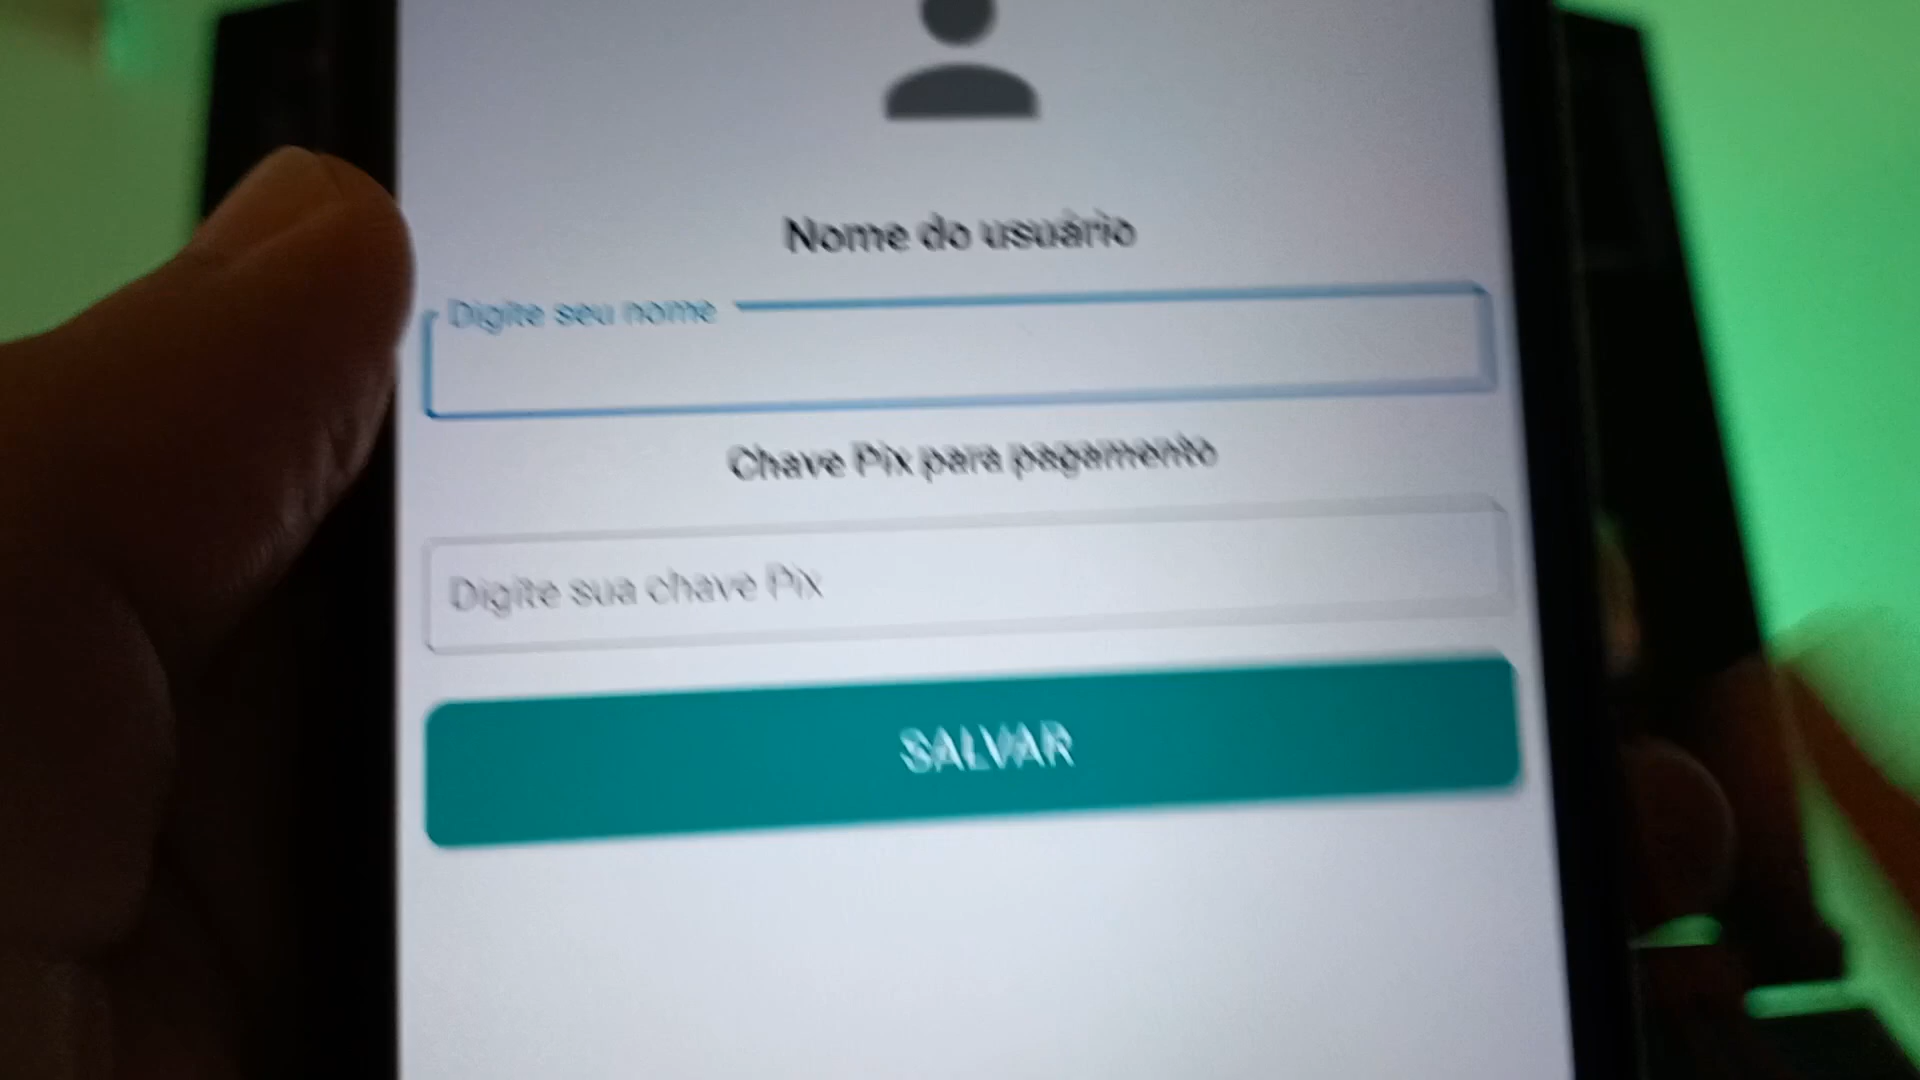 Nome do usuário
Digite seu nome
Chave Pix para pagamento
Digite sua chave Pix
SALVAR